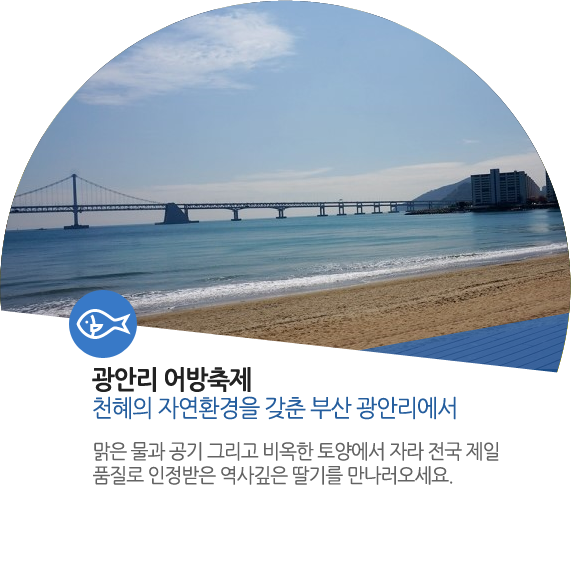 광안리 어방축제
천혜의 자연환경을 갖춘 부산 광안리에서
맑은 물과 공기 그리고 비옥한 토양에서 자라 전국 제일
품질로 인정받은 역사깊은 딸기를 만나러오세요.